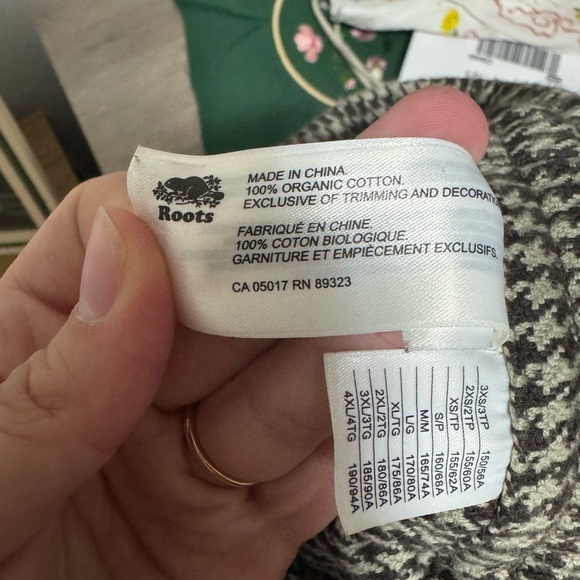 Roots
MADE IN CHINA.
100% ORGANIC COTTON.
EXCLUSIVE OF TRIMMING AND
FABRIQUÉ EN CHINE.
100% COTON BIOLOGIQUE.
GARNITURE ET EMPIÈCEMENT EXCLUSIFS.
CA 05017 RN 89323
3XS/3TP 150/56A
2XS/2TP 155/60A
XS/TP 155/62A
S/P 160/66A
M/M 165/74A
L/G 170/80A
XL/TG 175/86A
2XL/2TG 180/86A
3XL/3TG 185/90A
4XL/4TG 190/94A